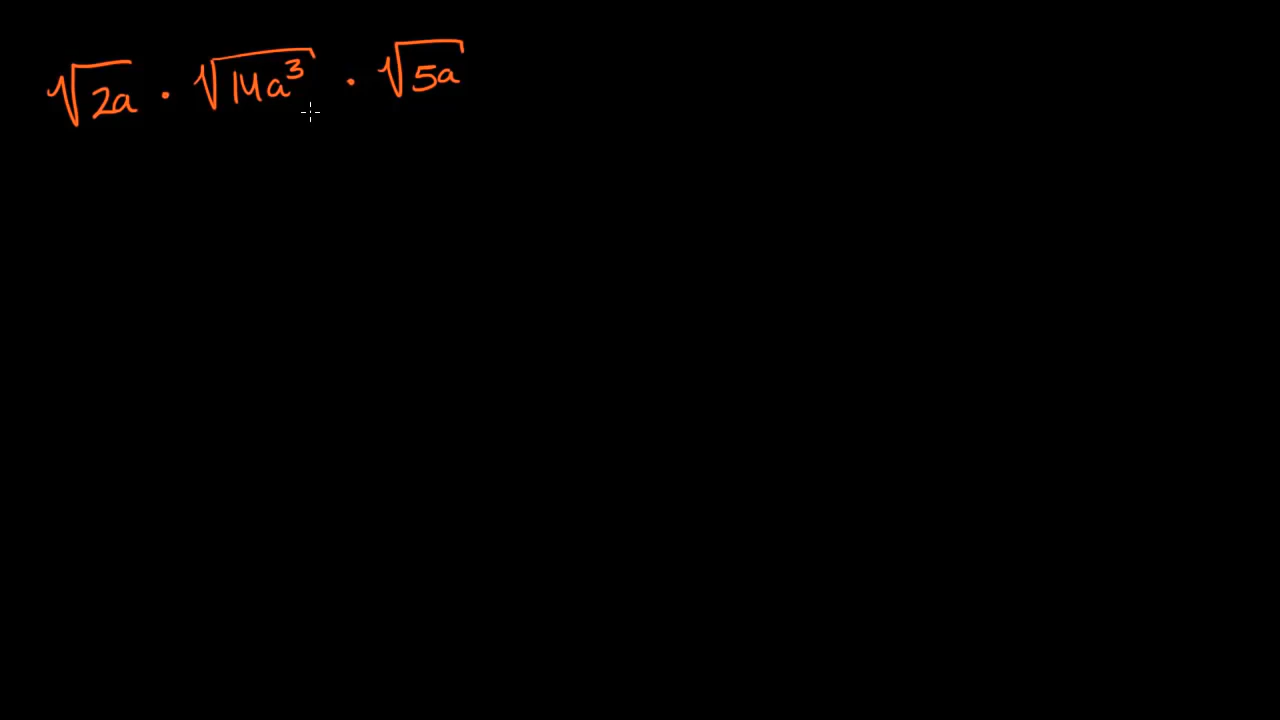 √2a · √14a³ · √5a